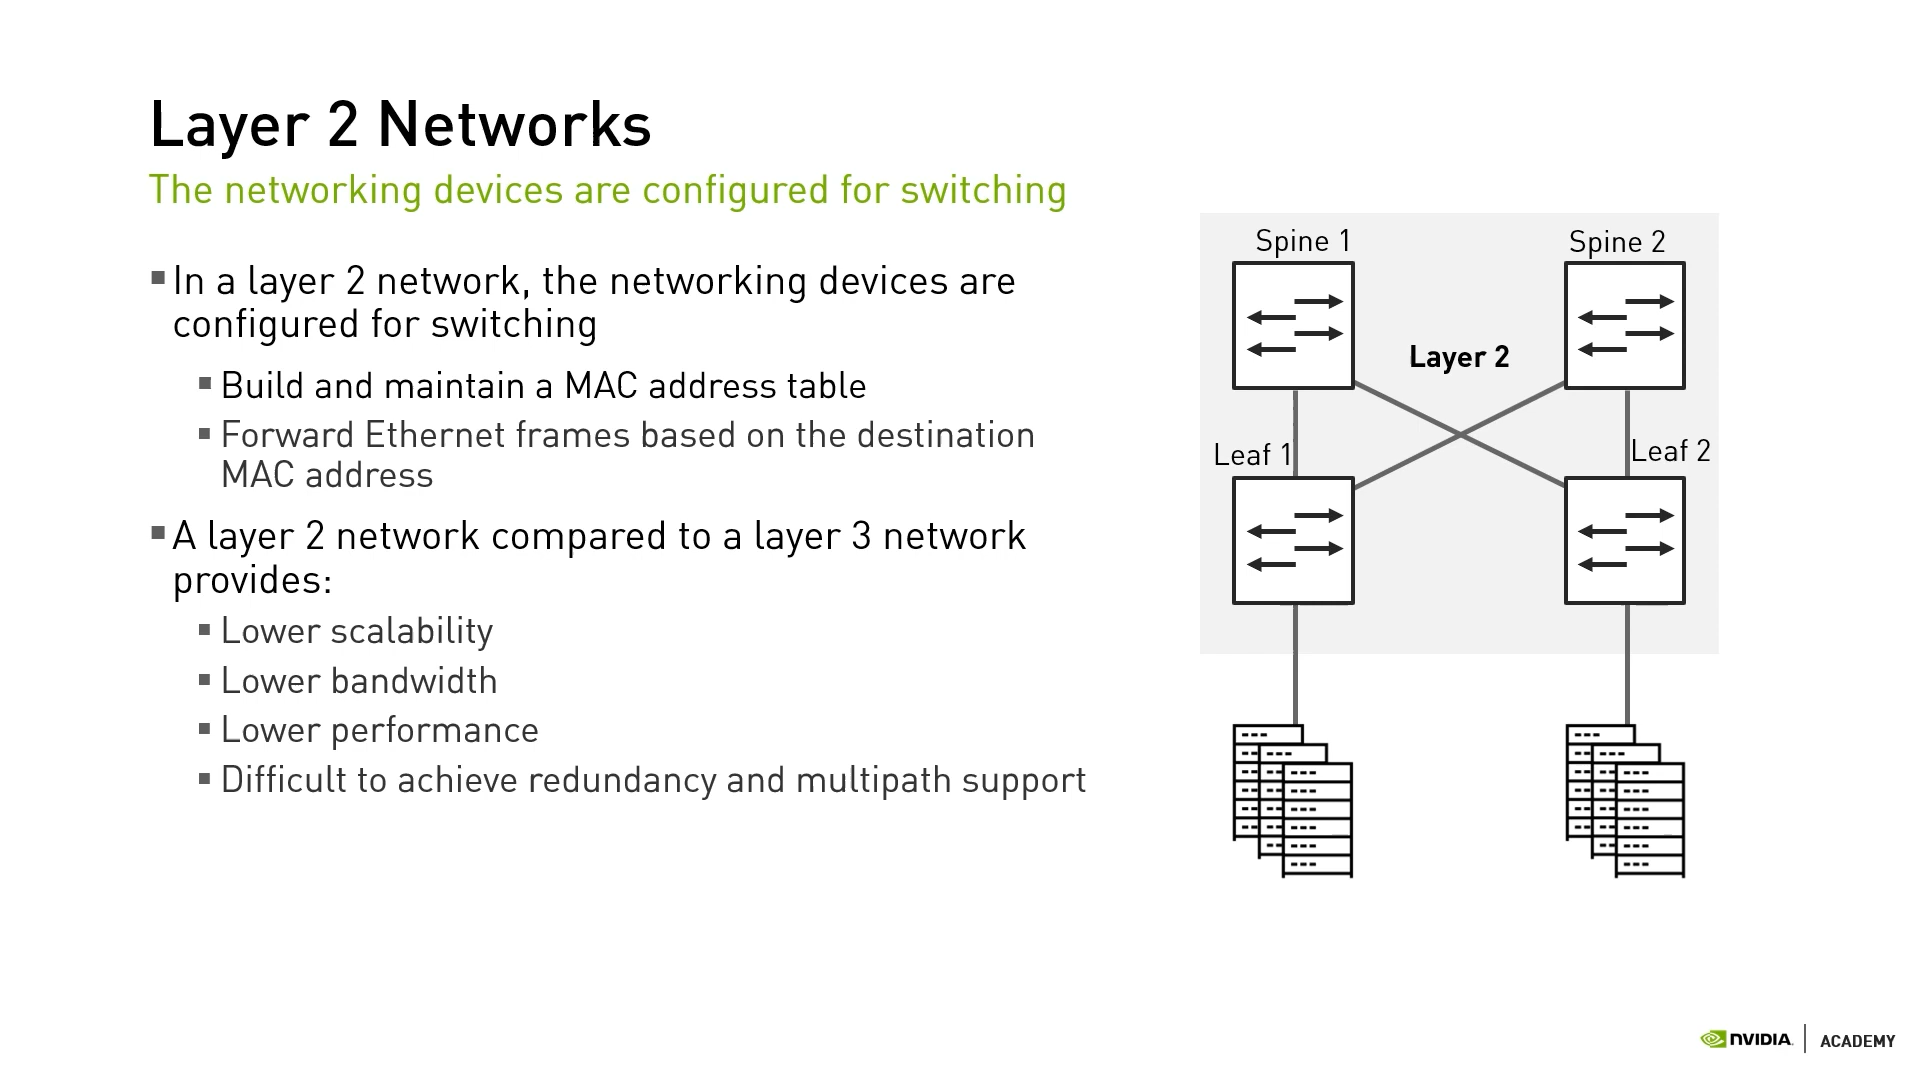 Layer 2 Networks
The networking devices are configured for switching
In a layer 2 network, the networking devices are
configured for switching
Build and maintain a MAC address table
Forward Ethernet frames based on the destination
MAC address
A layer 2 network compared to a layer 3 network
provides:
Lower scalability
Lower bandwidth
Lower performance
Difficult to achieve redundancy and multipath support
Spine 1
Spine 2
Layer 2
Leaf 1
Leaf 2
NVIDIA. ACADEMY